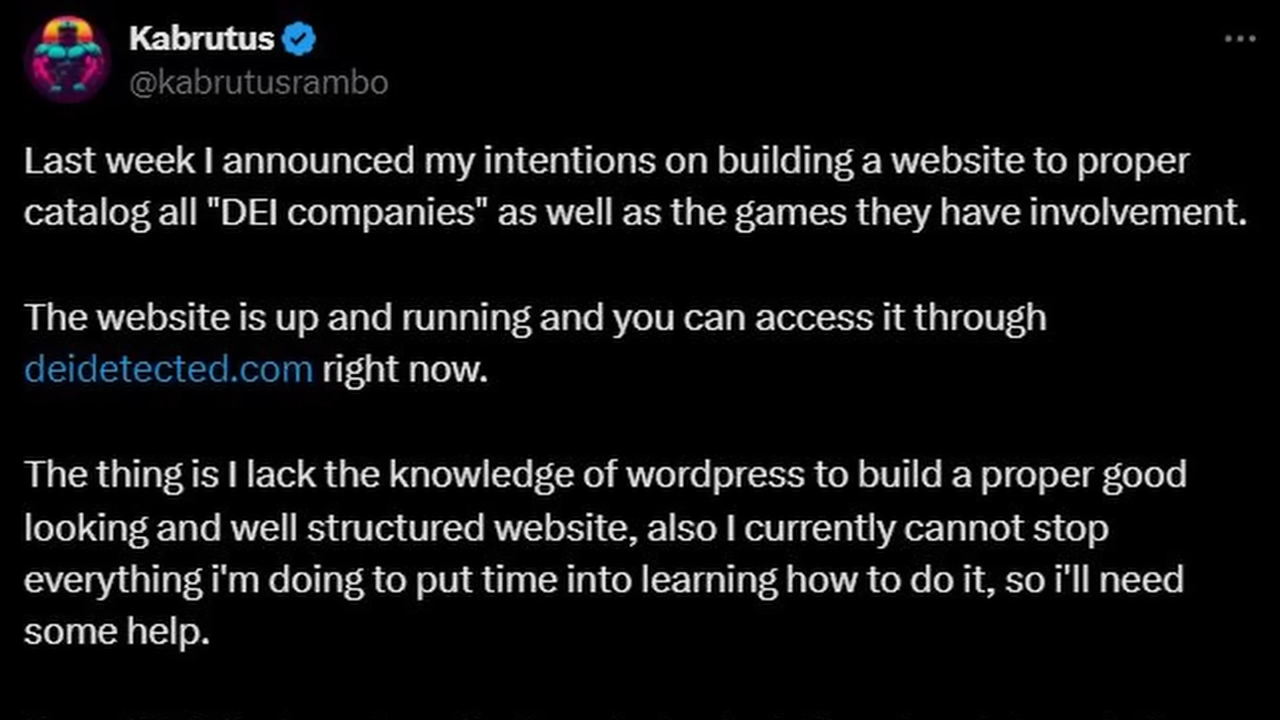 Kabrutus
@kabrutusrambo
Last week I announced my intentions on building a website to proper
catalog all "DEI companies" as well as the games they have involvement.
The website is up and running and you can access it through
deidetected.com right now.
The thing is I lack the knowledge of wordpress to build a proper good
looking and well structured website, also I currently cannot stop
everything i'm doing to put time into learning how to do it, so i'll need
some help.